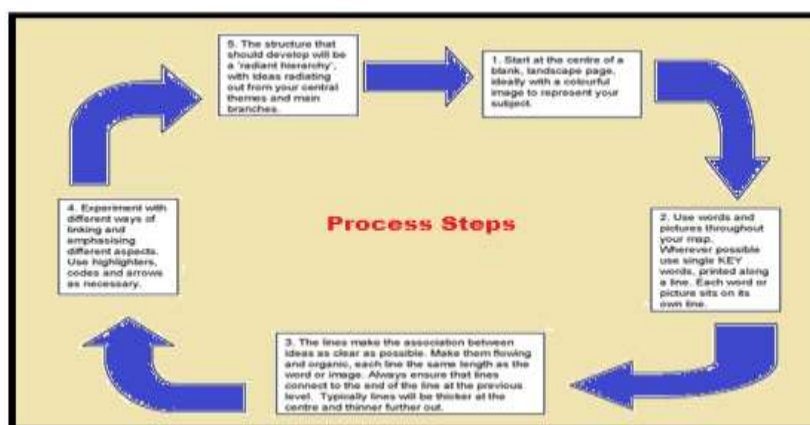 5. The structure that
should develop will be
a 'radiant hierarchy',
with ideas radiating
out from your central
themes and main
branches.
1. Start at the centre of a
blank, landscape page,
ideally with a colourful
image to represent your
subject.
Process Steps
4. Experiment with
different ways of
linking and
emphasising
different aspects.
Use highlighters,
codes and arrows
as necessary.
2. Use words and
pictures throughout
your map.
Wherever possible
use single KEY
words, printed along
a line. Each word or
picture sits on its
own line.
3. The lines make the association between
ideas as clear as possible. Make them flowing
and organic, each line the same length as the
word or image. Always ensure that lines
connect to the end of the line at the previous
level. Typically lines will be thicker at the
centre and thinner further out.